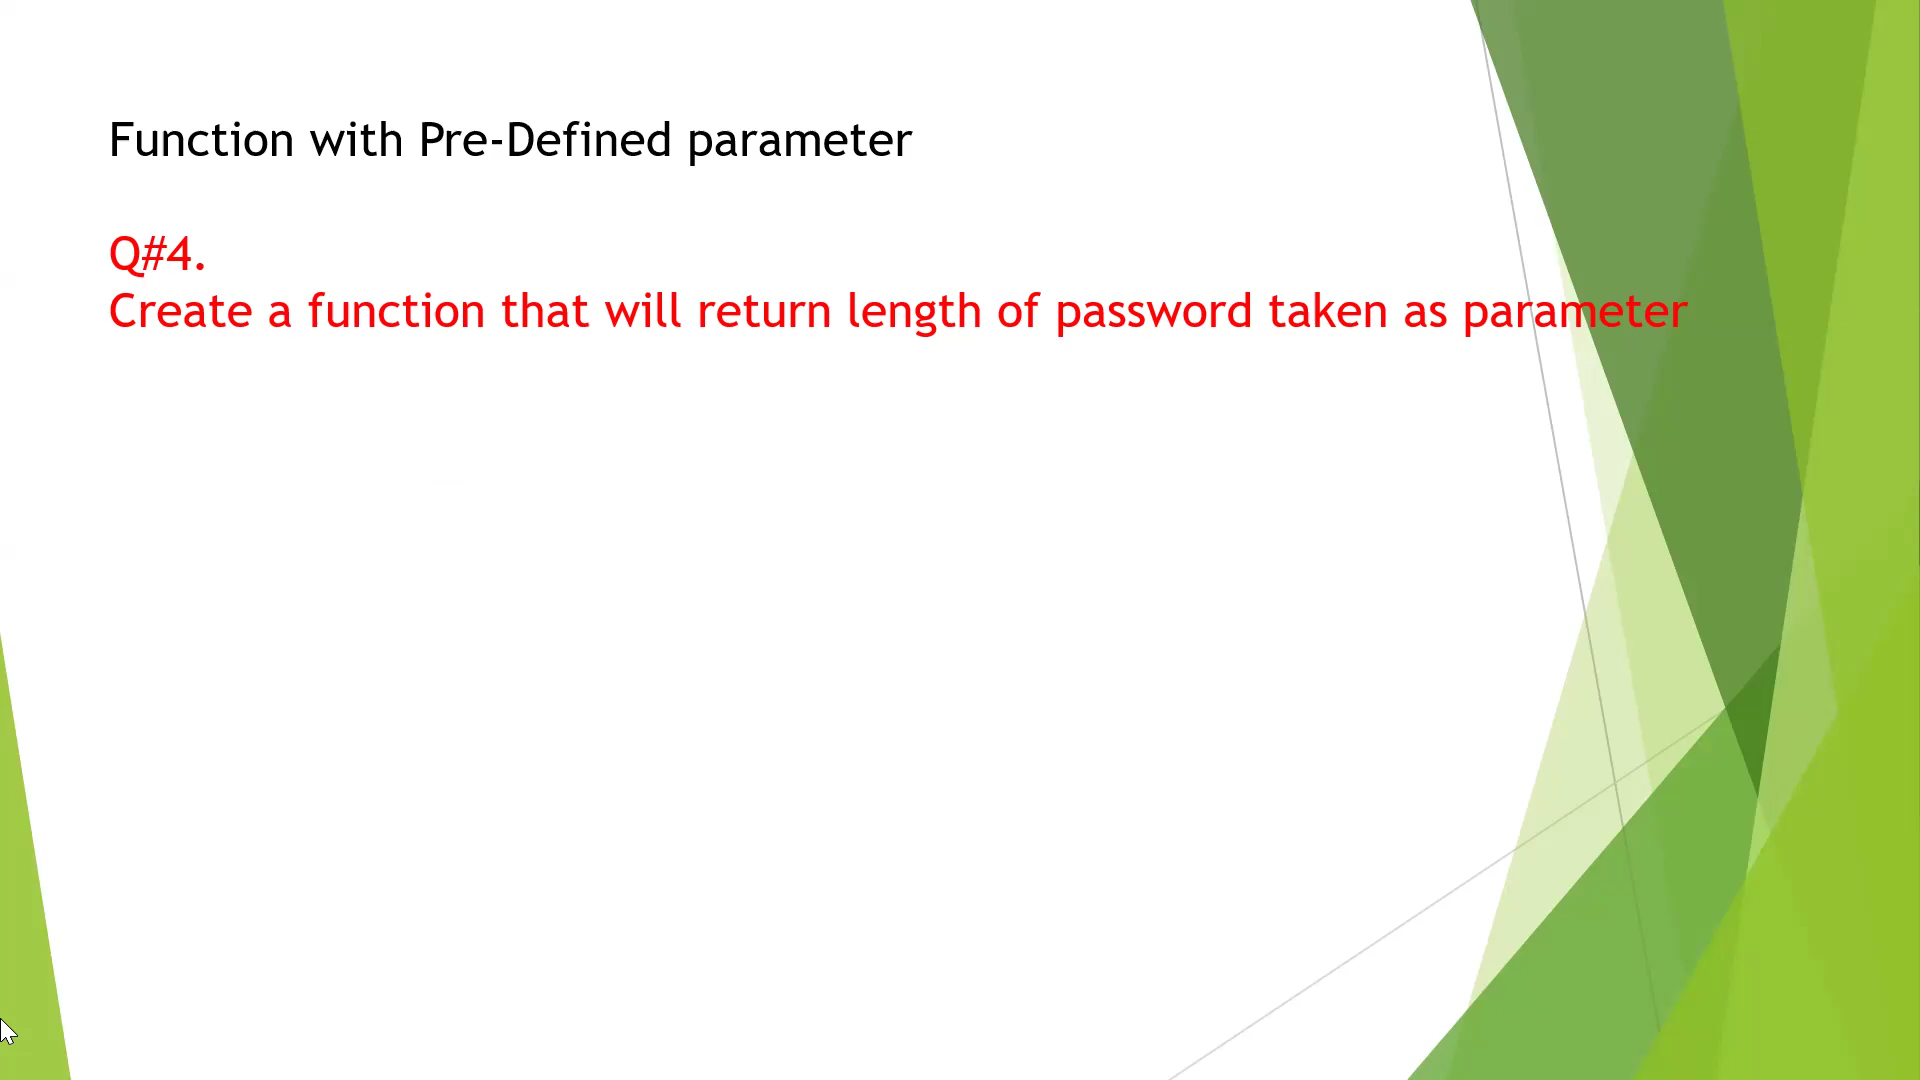 Function with Pre-Defined parameter
Q#4.
Create a function that will return length of password taken as parameter